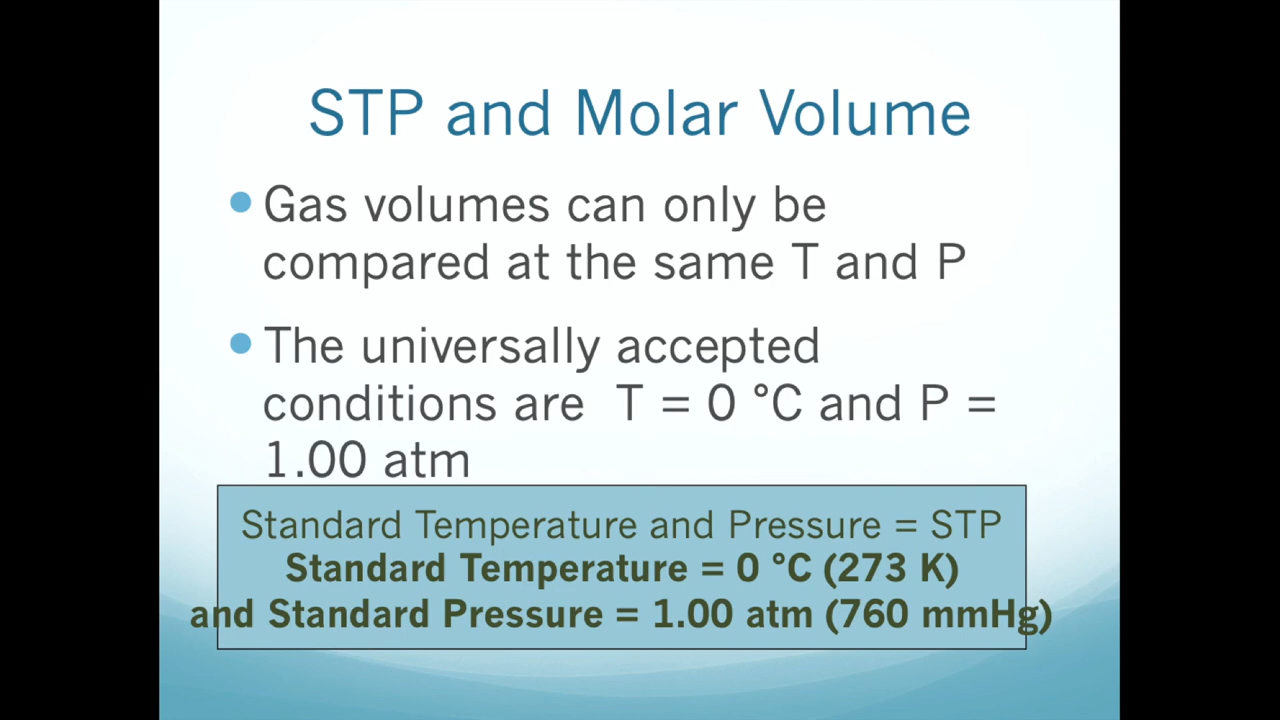 STP and Molar Volume
• Gas volumes can only be
compared at the same T and P
• The universally accepted
conditions are T = 0 °C and P =
1.00 atm
Standard Temperature and Pressure = STP
Standard Temperature = 0 °C (273 K)
and Standard Pressure = 1.00 atm (760 mmHg)